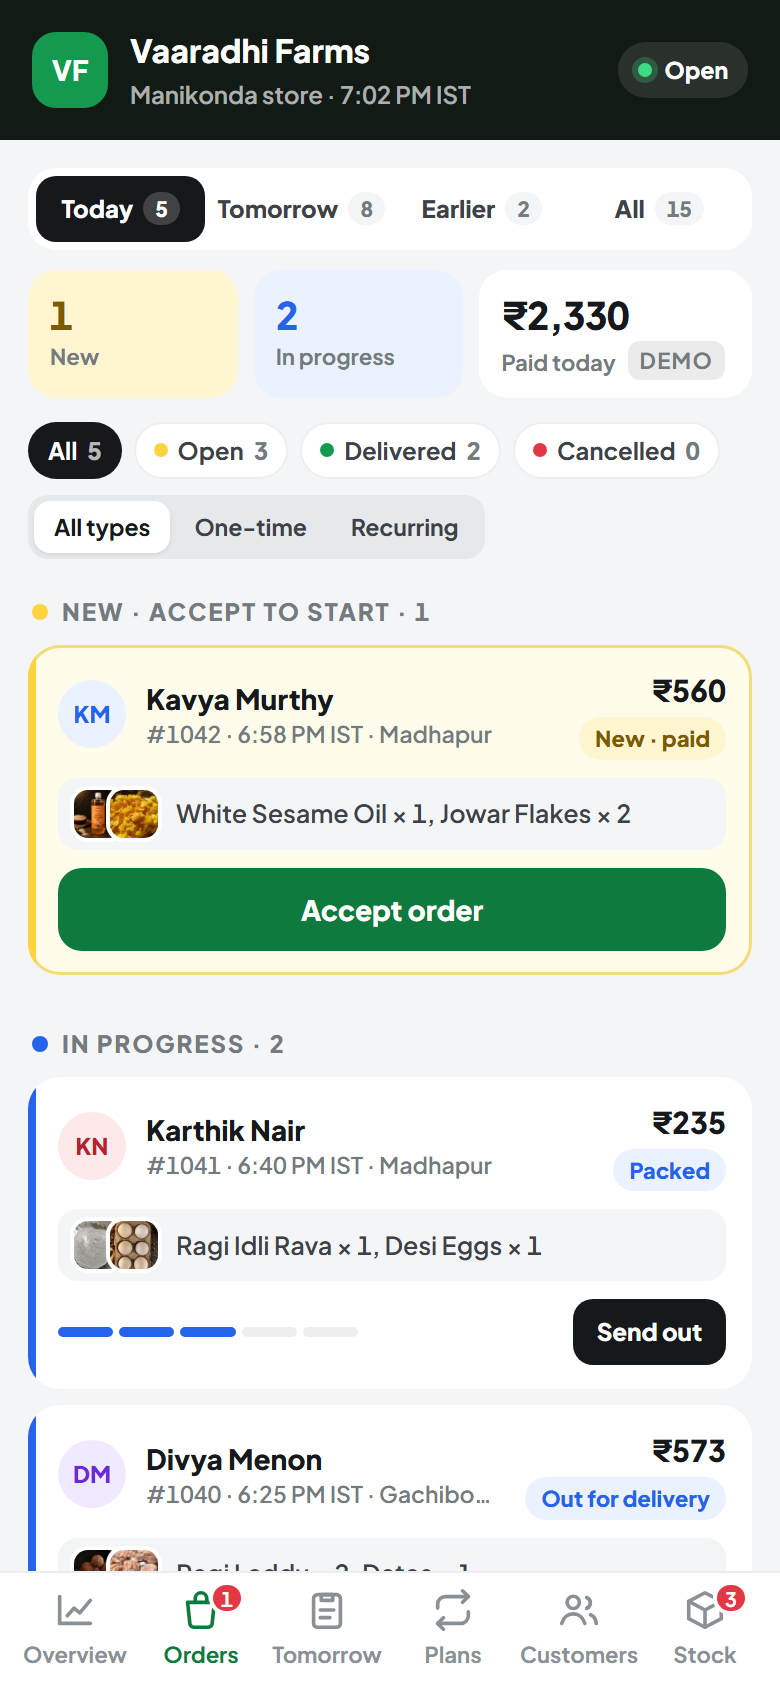 VF
Vaaradhi Farms
Manikonda store · 7:02 PM IST
Open
Today 5
Tomorrow 8
Earlier 2
All 15
1
New
2
In progress
₹2,330
Paid today DEMO
All 5
Open 3
Delivered 2
Cancelled 0
All types
One-time
Recurring
NEW · ACCEPT TO START · 1
KM
Kavya Murthy
#1042 · 6:58 PM IST · Madhapur
₹560
New · paid
White Sesame Oil × 1, Jowar Flakes × 2
Accept order
IN PROGRESS · 2
KN
Karthik Nair
#1041 · 6:40 PM IST · Madhapur
₹235
Packed
Ragi Idli Rava × 1, Desi Eggs × 1
Send out
DM
Divya Menon
#1040 · 6:25 PM IST · Gachibo...
₹573
Out for delivery
Overview
Orders 1
Tomorrow
Plans
Customers
Stock 3